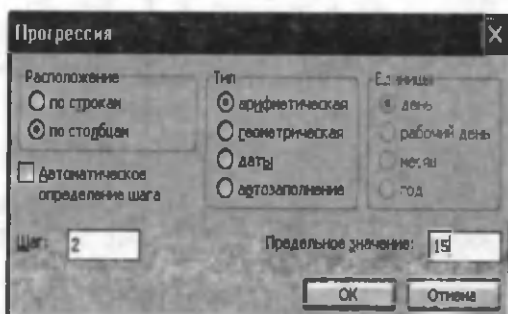 Прогрессия
Расположение
по строкам
по столбцам
Автоматическое
определение шага
Тип
арифметическая
геометрическая
даты
автозаполнение
Единицы
день
рабочий день
месяц
год
Шаг: 2
Предельное значение: 15
ОК
Отмена